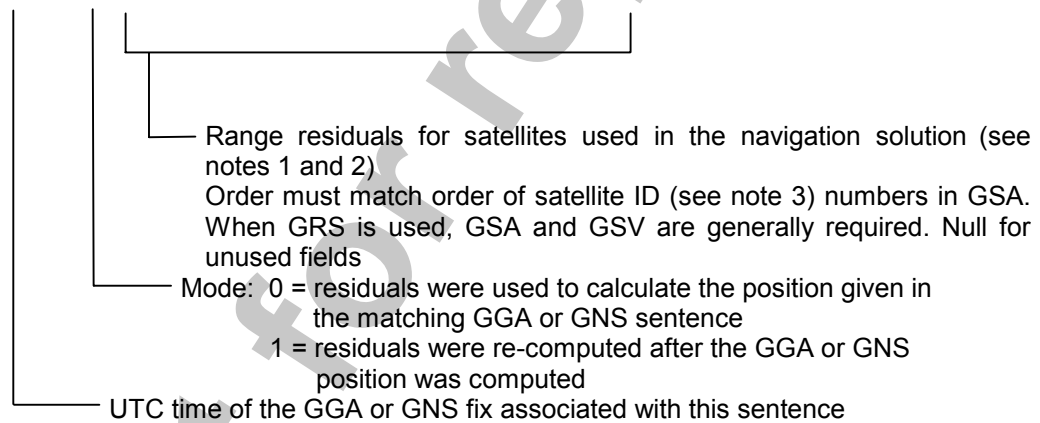 Range residuals for satellites used in the navigation solution (see
notes 1 and 2)
Order must match order of satellite ID (see note 3) numbers in GSA.
When GRS is used, GSA and GSV are generally required. Null for
unused fields
Mode: 0 = residuals were used to calculate the position given in
the matching GGA or GNS sentence
1 = residuals were re-computed after the GGA or GNS
position was computed
UTC time of the GGA or GNS fix associated with this sentence